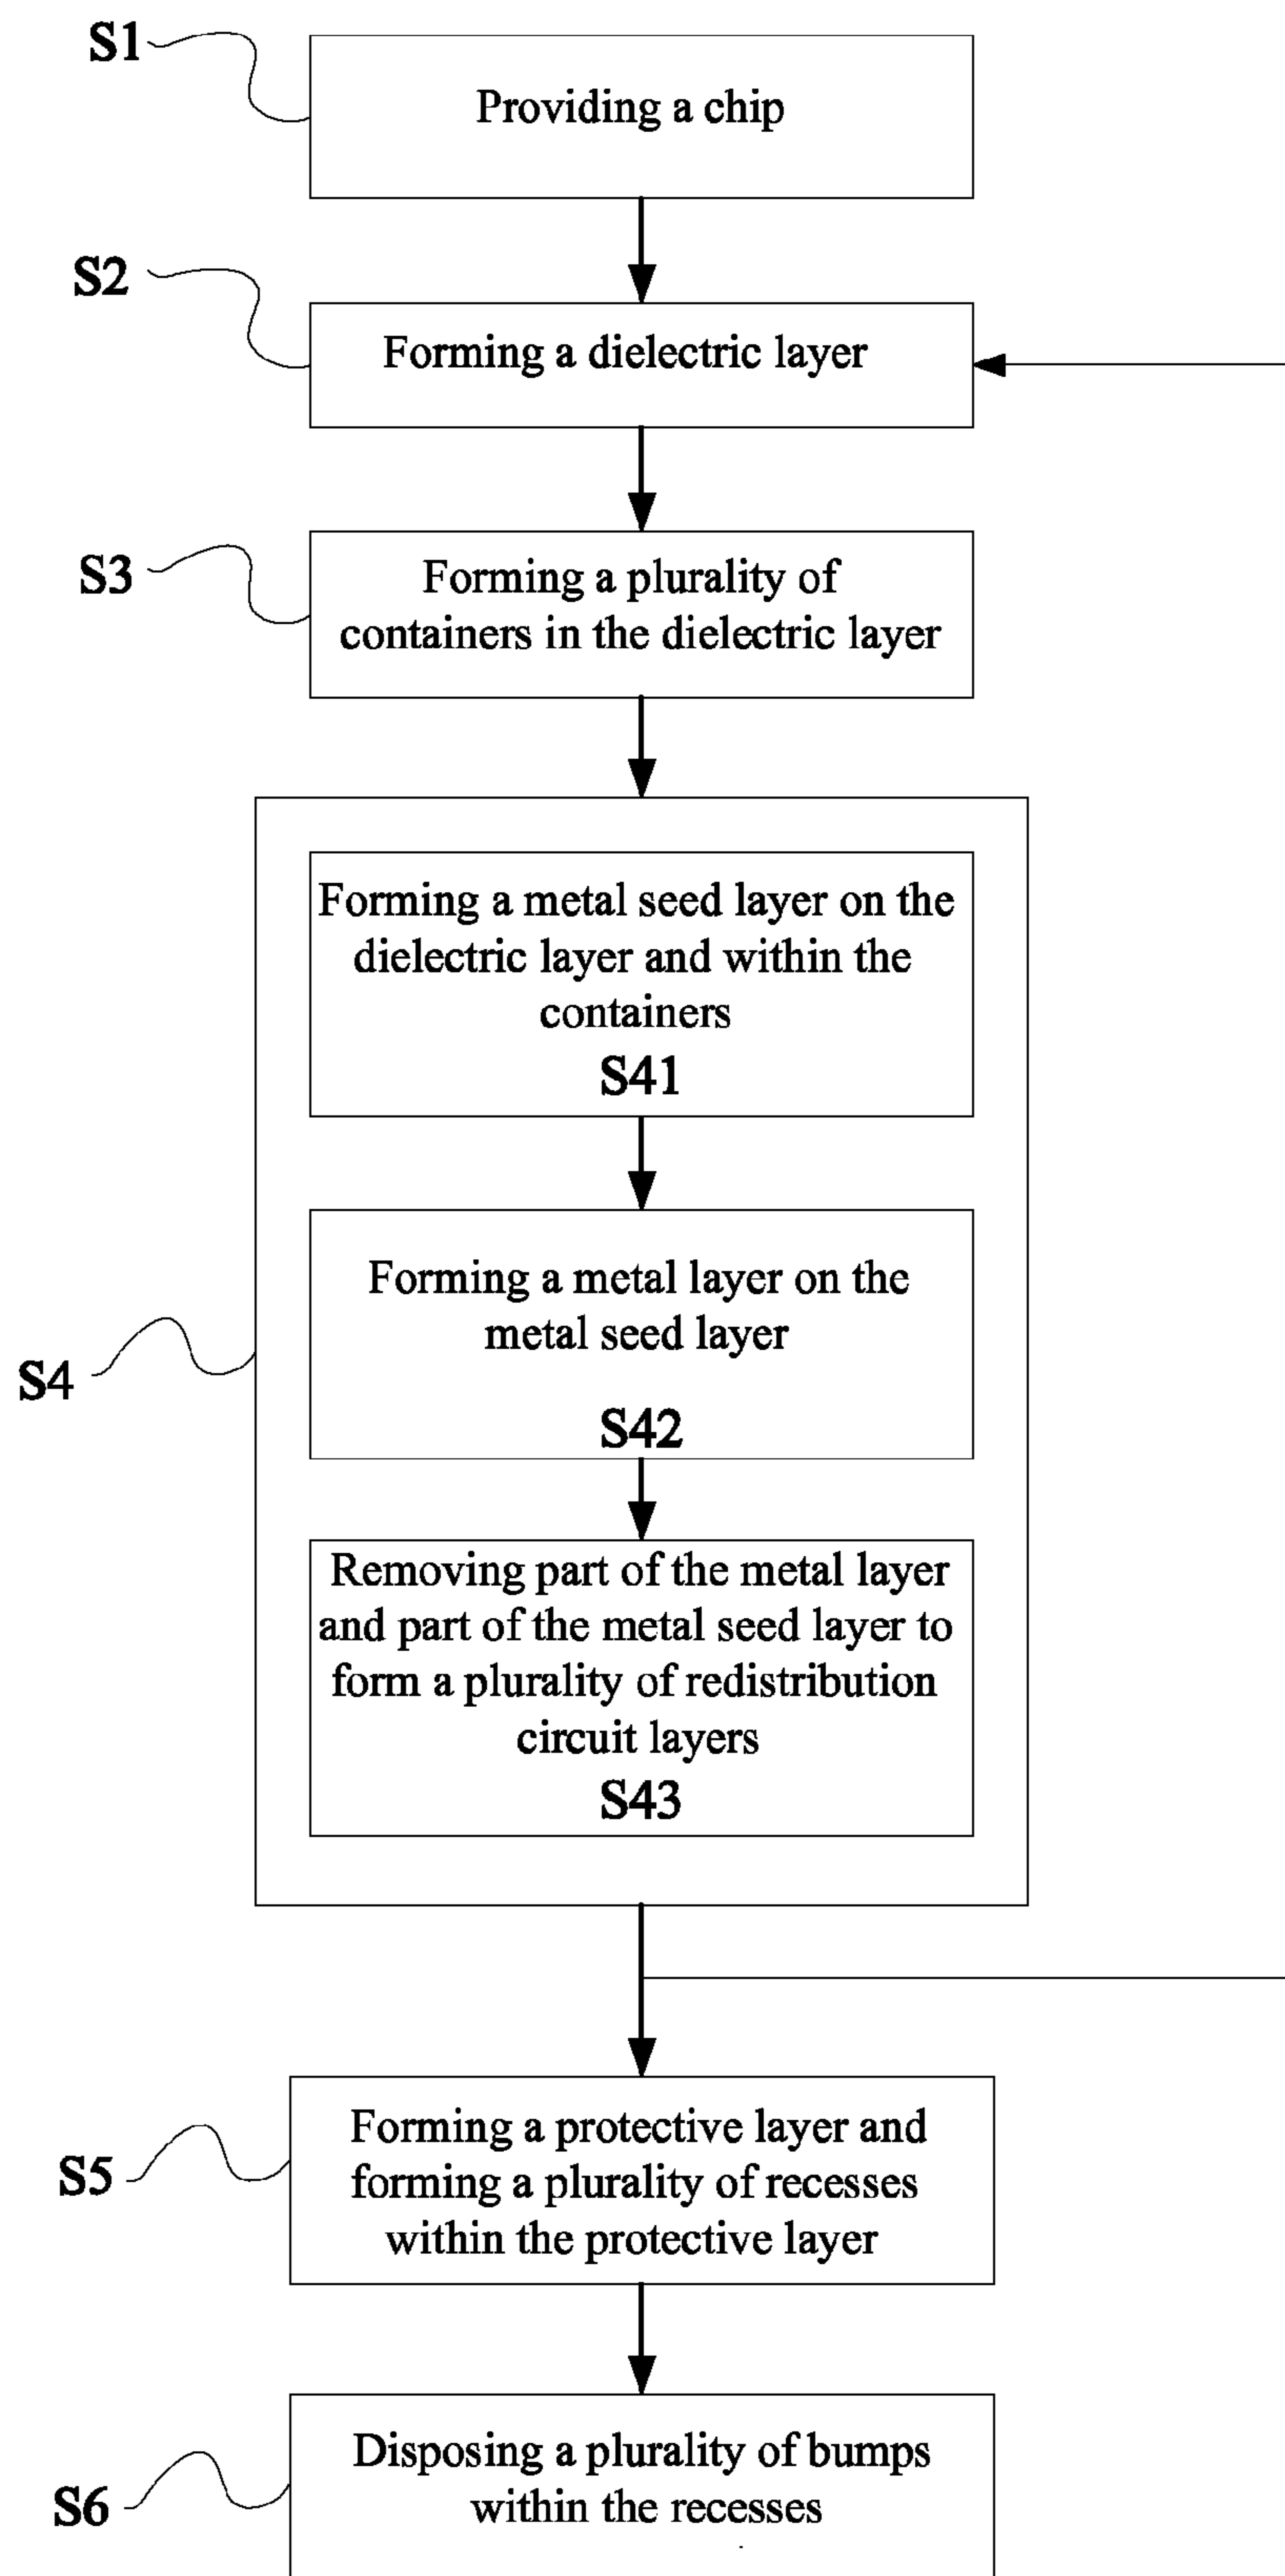 S1
Providing a chip
S2
Forming a dielectric layer
S3
Forming a plurality of
containers in the dielectric layer
S4
Forming a metal seed layer on the
dielectric layer and within the
containers
S41
Forming a metal layer on the
metal seed layer
S42
Removing part of the metal layer
and part of the metal seed layer to
form a plurality of redistribution
circuit layers
S43
S5
Forming a protective layer and
forming a plurality of recesses
within the protective layer
S6
Disposing a plurality of bumps
within the recesses